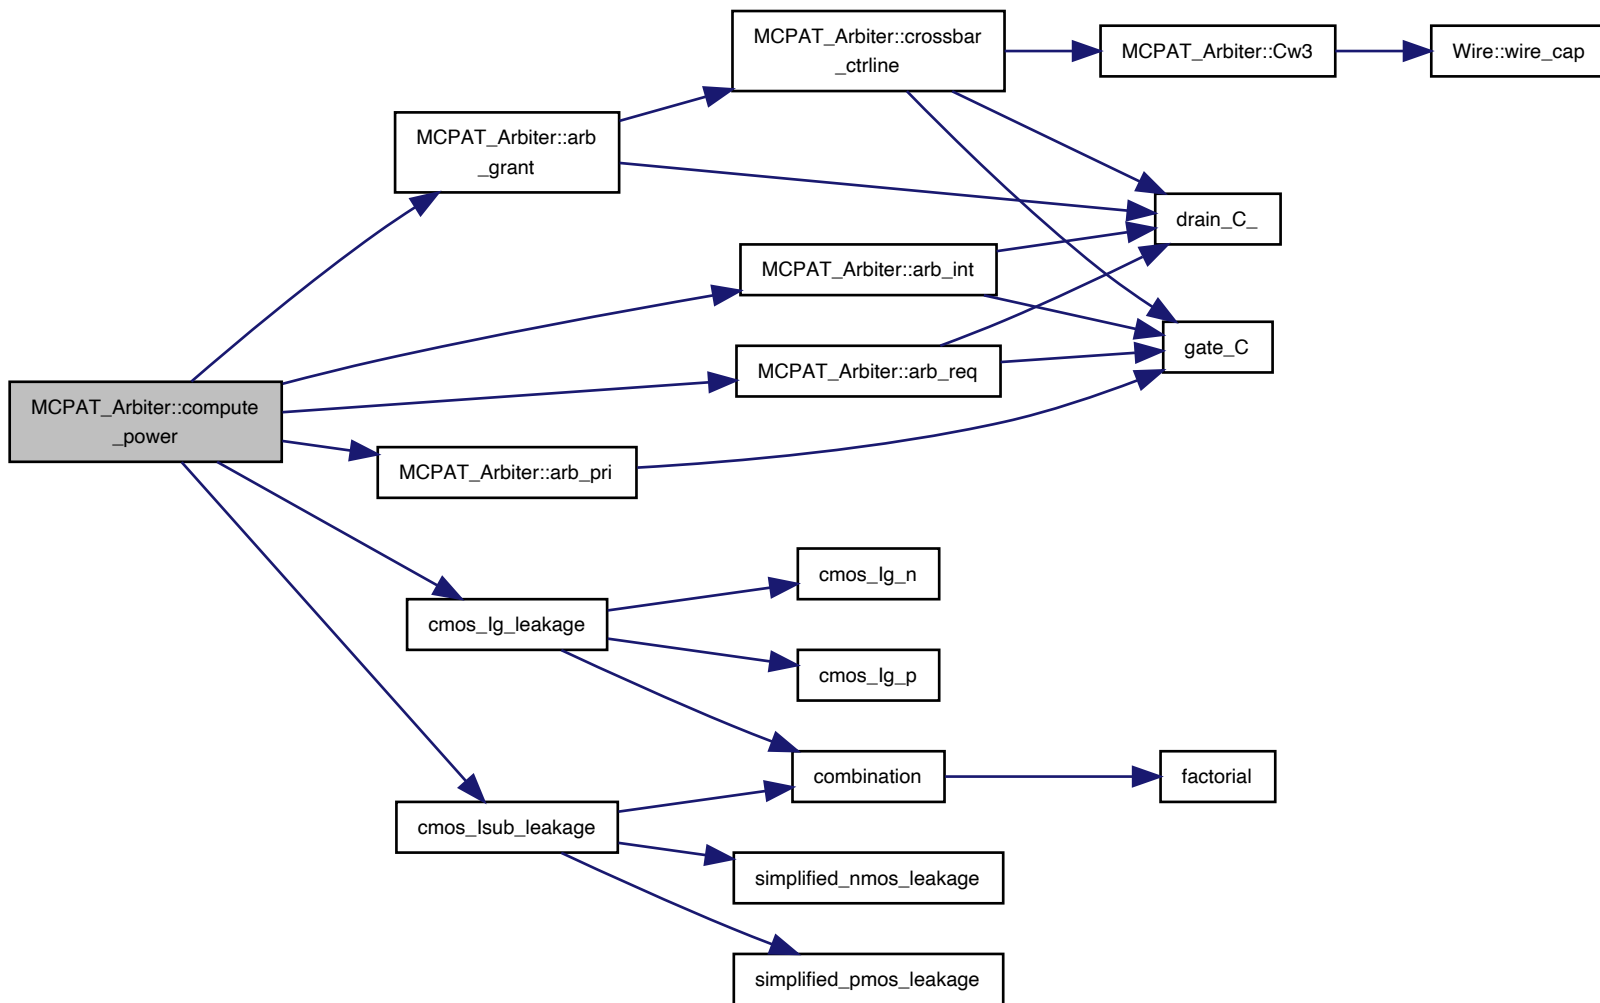 MCPAT_Arbiter::crossbar
_ctrline
MCPAT_Arbiter::Cw3
Wire::wire_cap
MCPAT_Arbiter::arb
_grant
drain_C_
MCPAT_Arbiter::arb_int
gate_C
MCPAT_Arbiter::arb_req
MCPAT_Arbiter::compute
_power
MCPAT_Arbiter::arb_pri
cmos_Ig_n
cmos_Ig_leakage
cmos_Ig_p
combination
factorial
cmos_Isub_leakage
simplified_nmos_leakage
simplified_pmos_leakage